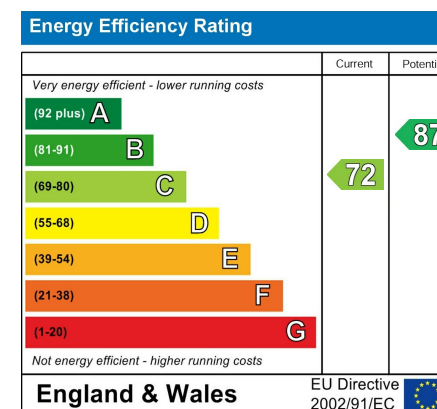 Energy Efficiency Rating
Current Potenti
Very energy efficient - lower running costs
(92 plus) A
(81-91) B
87
(69-80) C
72
(55-68) D
(39-54) E
(21-38) F
(1-20) G
Not energy efficient - higher running costs
England & Wales
EU Directive
2002/91/EC